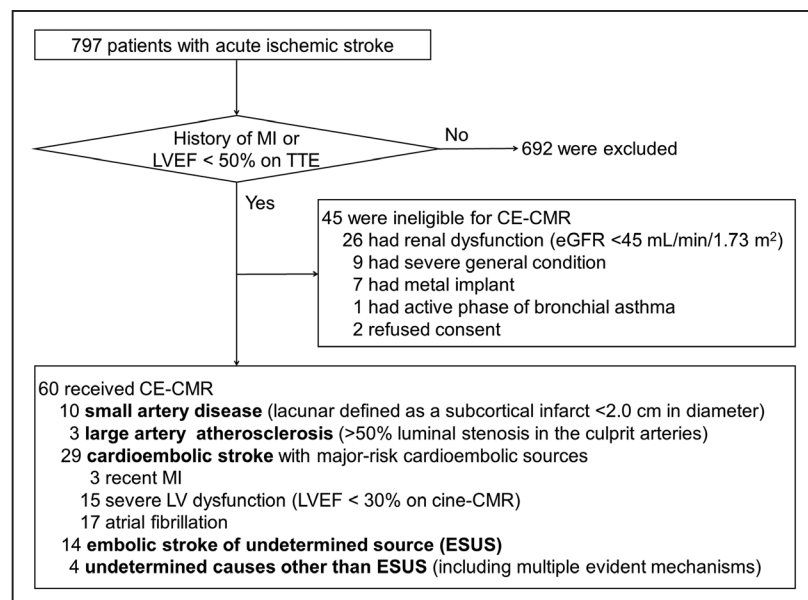 797 patients with acute ischemic stroke
History of MI or
LVEF < 50% on TTE
No
692 were excluded
Yes
45 were ineligible for CE-CMR
26 had renal dysfunction (eGFR <45 mL/min/1.73 m²)
9 had severe general condition
7 had metal implant
1 had active phase of bronchial asthma
2 refused consent
60 received CE-CMR
10 small artery disease (lacunar defined as a subcortical infarct <2.0 cm in diameter)
3 large artery atherosclerosis (>50% luminal stenosis in the culprit arteries)
29 cardioembolic stroke with major-risk cardioembolic sources
3 recent MI
15 severe LV dysfunction (LVEF < 30% on cine-CMR)
17 atrial fibrillation
14 embolic stroke of undetermined source (ESUS)
4 undetermined causes other than ESUS (including multiple evident mechanisms)